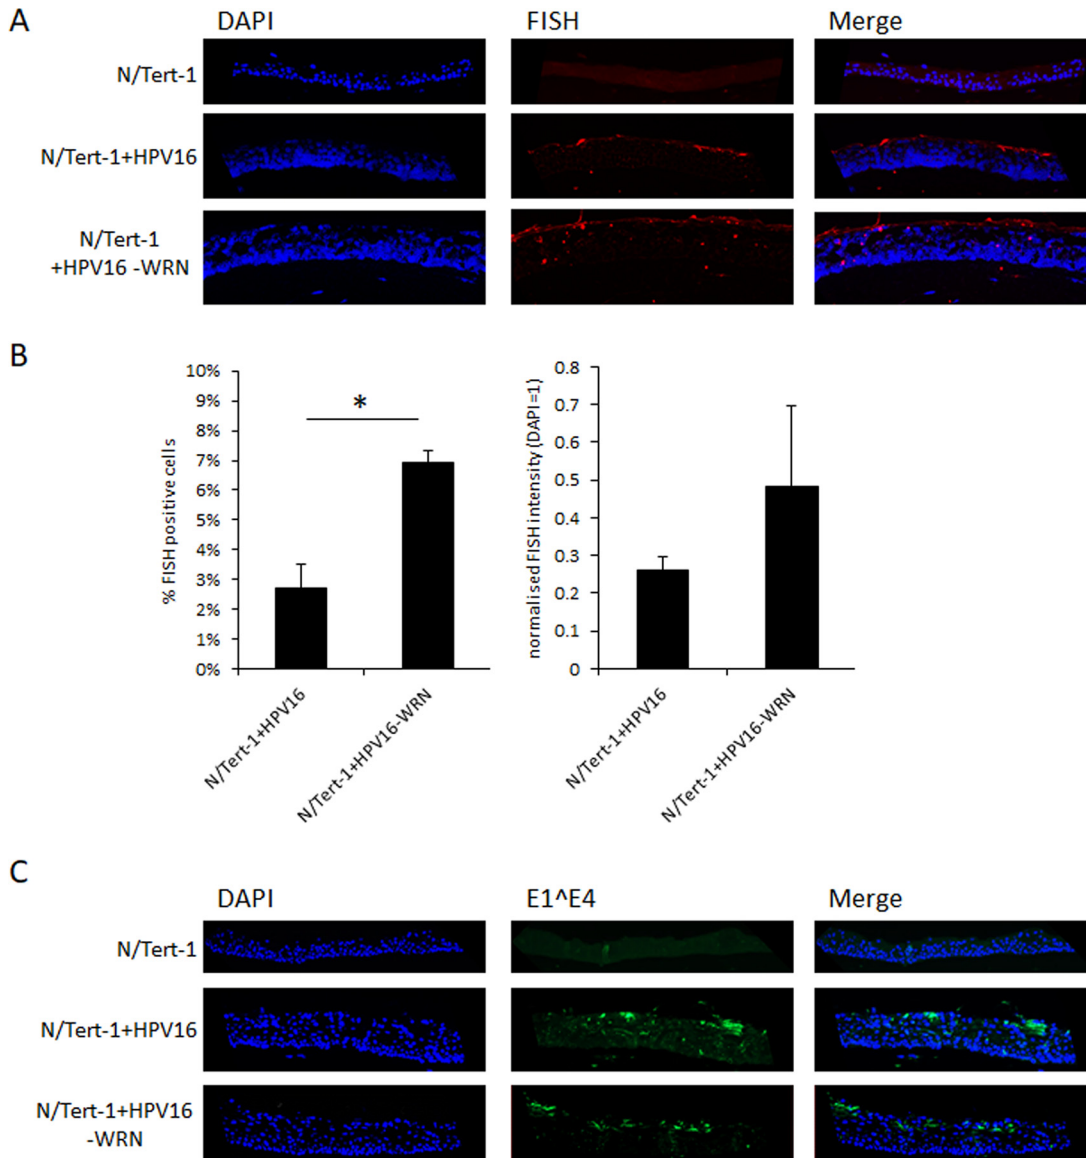 A
DAPI FISH Merge
N/Tert-1
N/Tert-1+HPV16
N/Tert-1
+HPV16 -WRN
B
10%
9%
8%
7%
6%
5%
4%
3%
2%
1%
0%
% FISH positive cells
*
N/Tert-1+HPV16
N/Tert-1+HPV16-WRN
0.8
0.7
0.6
0.5
0.4
0.3
0.2
0.1
0
normalised FISH intensity (DAPI=1)
N/Tert-1+HPV16
N/Tert-1+HPV16-WRN
C
DAPI E1^E4 Merge
N/Tert-1
N/Tert-1+HPV16
N/Tert-1+HPV16
-WRN